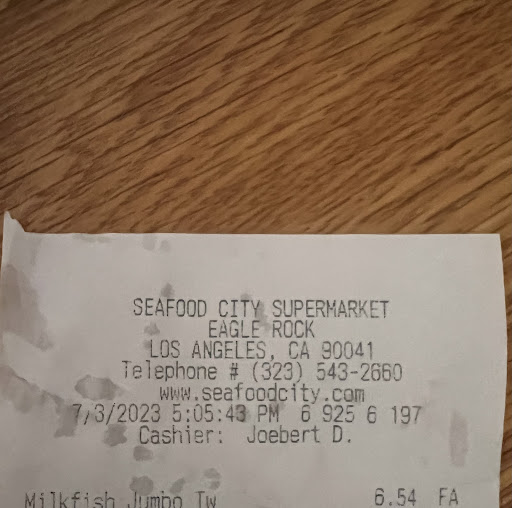 SEAFOOD CITY SUPERMARKET
EAGLE ROCK
LOS ANGELES, CA 90041
Telephone # (323) 543-2660
www.seafoodcity.com
7/3/2023 5:05:43 PM 6 925 6 197
Cashier: Joebert D.
Milkfish Jumbo Tw 6.54 FA